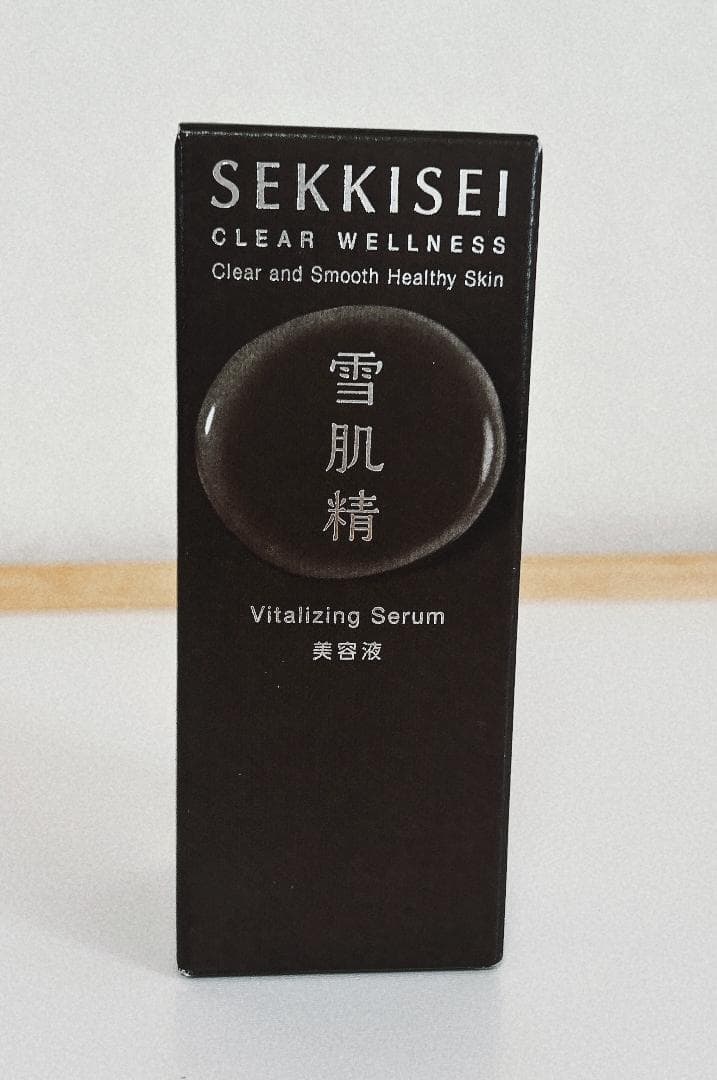 SEKKISEI
CLEAR WELLNESS
Clear and Smooth Healthy Skin
雪肌精
Vitalizing Serum
美容液